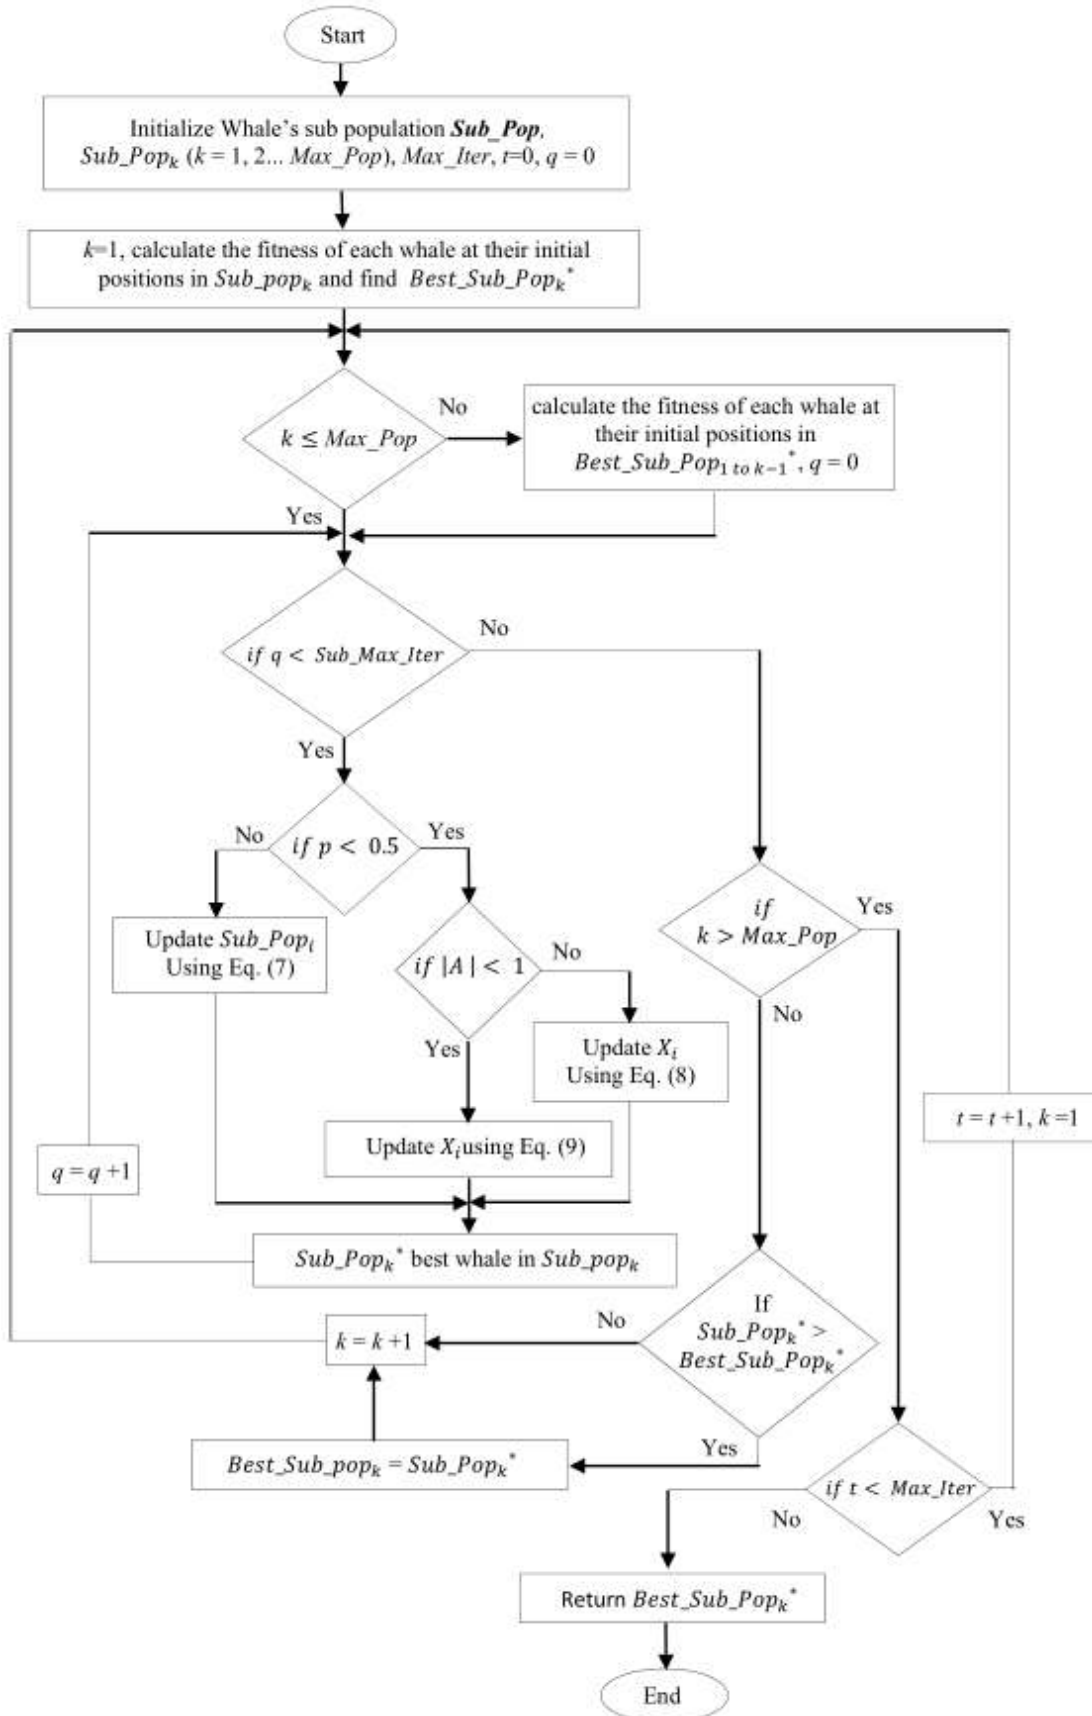 Start
Initialize Whale's sub population Sub_Pop,
Sub_Popₖ (k = 1, 2... Max_Pop), Max_Iter, t=0, q = 0
k=1, calculate the fitness of each whale at their initial
positions in Sub_popₖ and find Best_Sub_Popₖ*
k ≤ Max_Pop
No
calculate the fitness of each whale at
their initial positions in
Best_Sub_Pop₁ ₜₒ ₖ₋₁*, q = 0
Yes
if q < Sub_Max_Iter
No
Yes
if p < 0.5
No
Yes
Update Sub_Popᵢ
Using Eq. (7)
if |A| < 1
No
Yes
Update Xᵢ
Using Eq. (8)
Update Xᵢusing Eq. (9)
q = q +1
Sub_Popₖ* best whale in Sub_popₖ
if
k > Max_Pop
Yes
No
t = t +1, k=1
If
Sub_Popₖ* >
Best_Sub_Popₖ*
No
k = k +1
Yes
Best_Sub_popₖ = Sub_Popₖ*
if t < Max_Iter
No
Yes
Return Best_Sub_Popₖ*
End